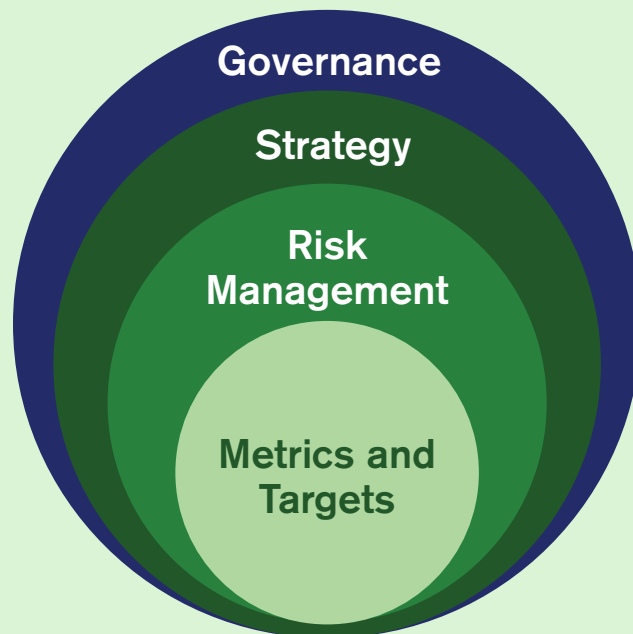 Governance
Strategy
Risk
Management
Metrics and
Targets